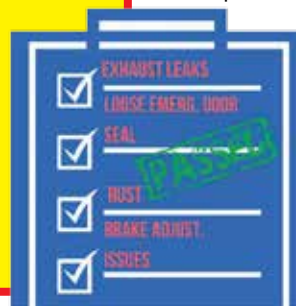 EXHAUST LEAKS
LOOSE EMERG. DOOR
SEAL
PASSED
RUST
BRAKE ADJUST.
ISSUES